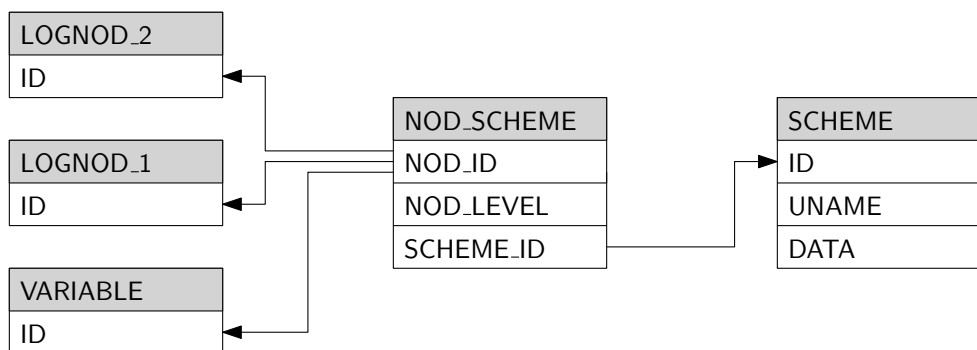 LOGNOD_2
ID
LOGNOD_1
ID
VARIABLE
ID
NOD_SCHEME
NOD_ID
NOD_LEVEL
SCHEME_ID
SCHEME
ID
UNAME
DATA